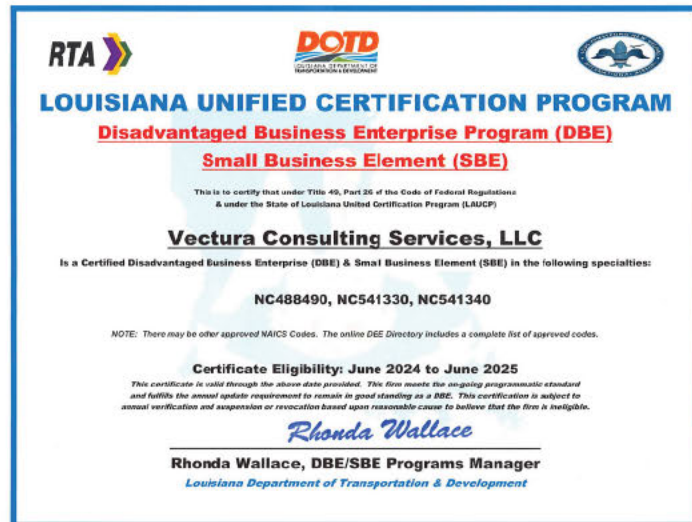 RTA
DOTD
LOUISIANA DEPARTMENT OF
TRANSPORTATION & DEVELOPMENT
LOUISIANA UNIFIED CERTIFICATION PROGRAM
Disadvantaged Business Enterprise Program (DBE)
Small Business Element (SBE)
This is to certify that under Title 49, Part 26 of the Code of Federal Regulations
& under the State of Louisiana United Certification Program (LAUCP)
Vectura Consulting Services, LLC
Is a Certified Disadvantaged Business Enterprise (DBE) & Small Business Element (SBE) in the following specialties:
NC488490, NC541330, NC541340
NOTE: There may be other approved NAICS Codes. The online DEE Directory includes a complete list of approved codes.
Certificate Eligibility: June 2024 to June 2025
This certificate is valid through the above date provided. This firm meets the on-going programmatic standard
and fulfills the annual update requirement to remain in good standing as a DBE. This certification is subject to
annual verification and suspension or revocation based upon reasonable cause to believe that the firm is ineligible.
Rhonda Wallace
Rhonda Wallace, DBE/SBE Programs Manager
Louisiana Department of Transportation & Development